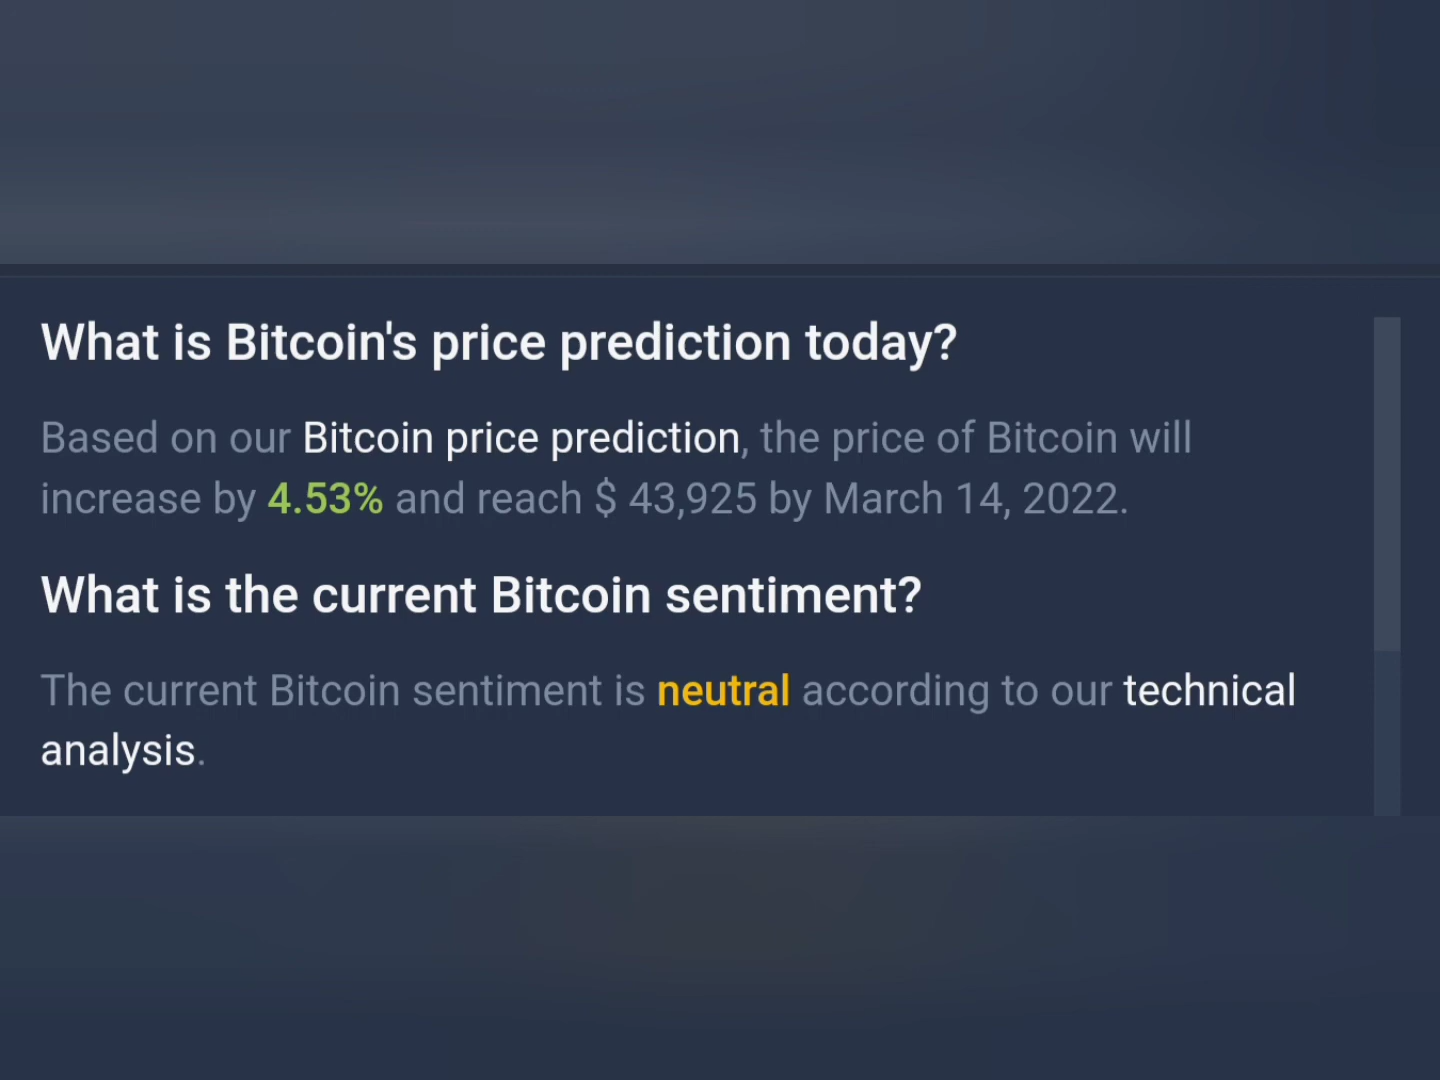 What is Bitcoin's price prediction today?
Based on our Bitcoin price prediction, the price of Bitcoin will
increase by 4.53% and reach $ 43,925 by March 14, 2022.
What is the current Bitcoin sentiment?
The current Bitcoin sentiment is neutral according to our technical
analysis.